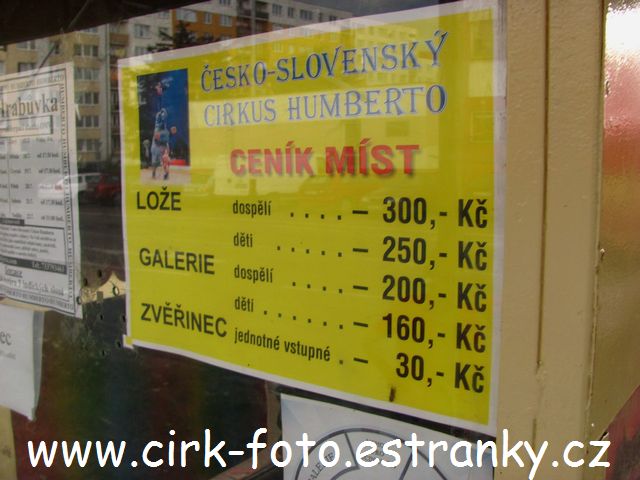 ČESKO-SLOVENSKÝ
CIRKUS HUMBERTO
CENÍK MÍST
LOŽE dospělí . . . . – 300,- Kč
děti . . . . . . – 250,- Kč
GALERIE dospělí . . . . – 200,- Kč
děti . . . . . . – 160,- Kč
ZVĚŘINEC jednotné vstupné . – 30,- Kč
Hrabůvka
www.cirk-foto.estranky.cz